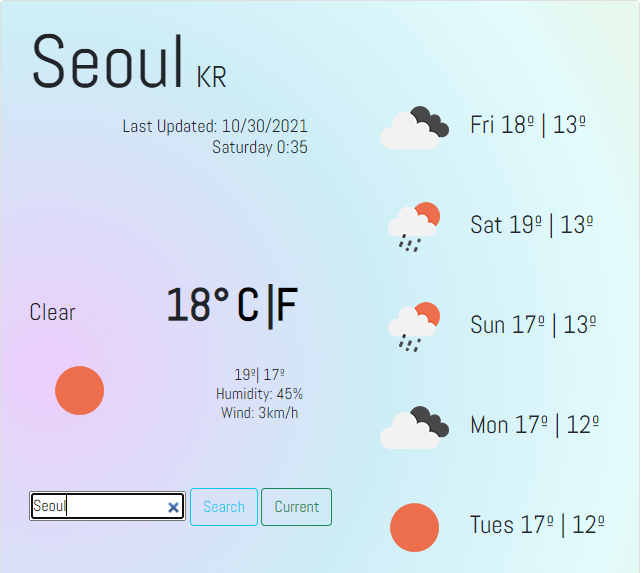 Seoul KR
Last Updated: 10/30/2021
Saturday 0:35
Clear
18° C|F
19º| 17º
Humidity: 45%
Wind: 3km/h
Seoul
Search
Current
Fri 18º | 13º
Sat 19º | 13º
Sun 17º | 13º
Mon 17º | 12º
Tues 17º | 12º